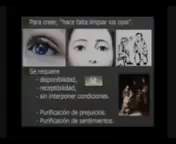 Para creer, "hace falta limpiar los ojos".
Se requiere
- disponibilidad,
- receptibilidad,
- sin interponer condiciones.
- Purificación de prejuicios.
- Purificación de sentimientos.